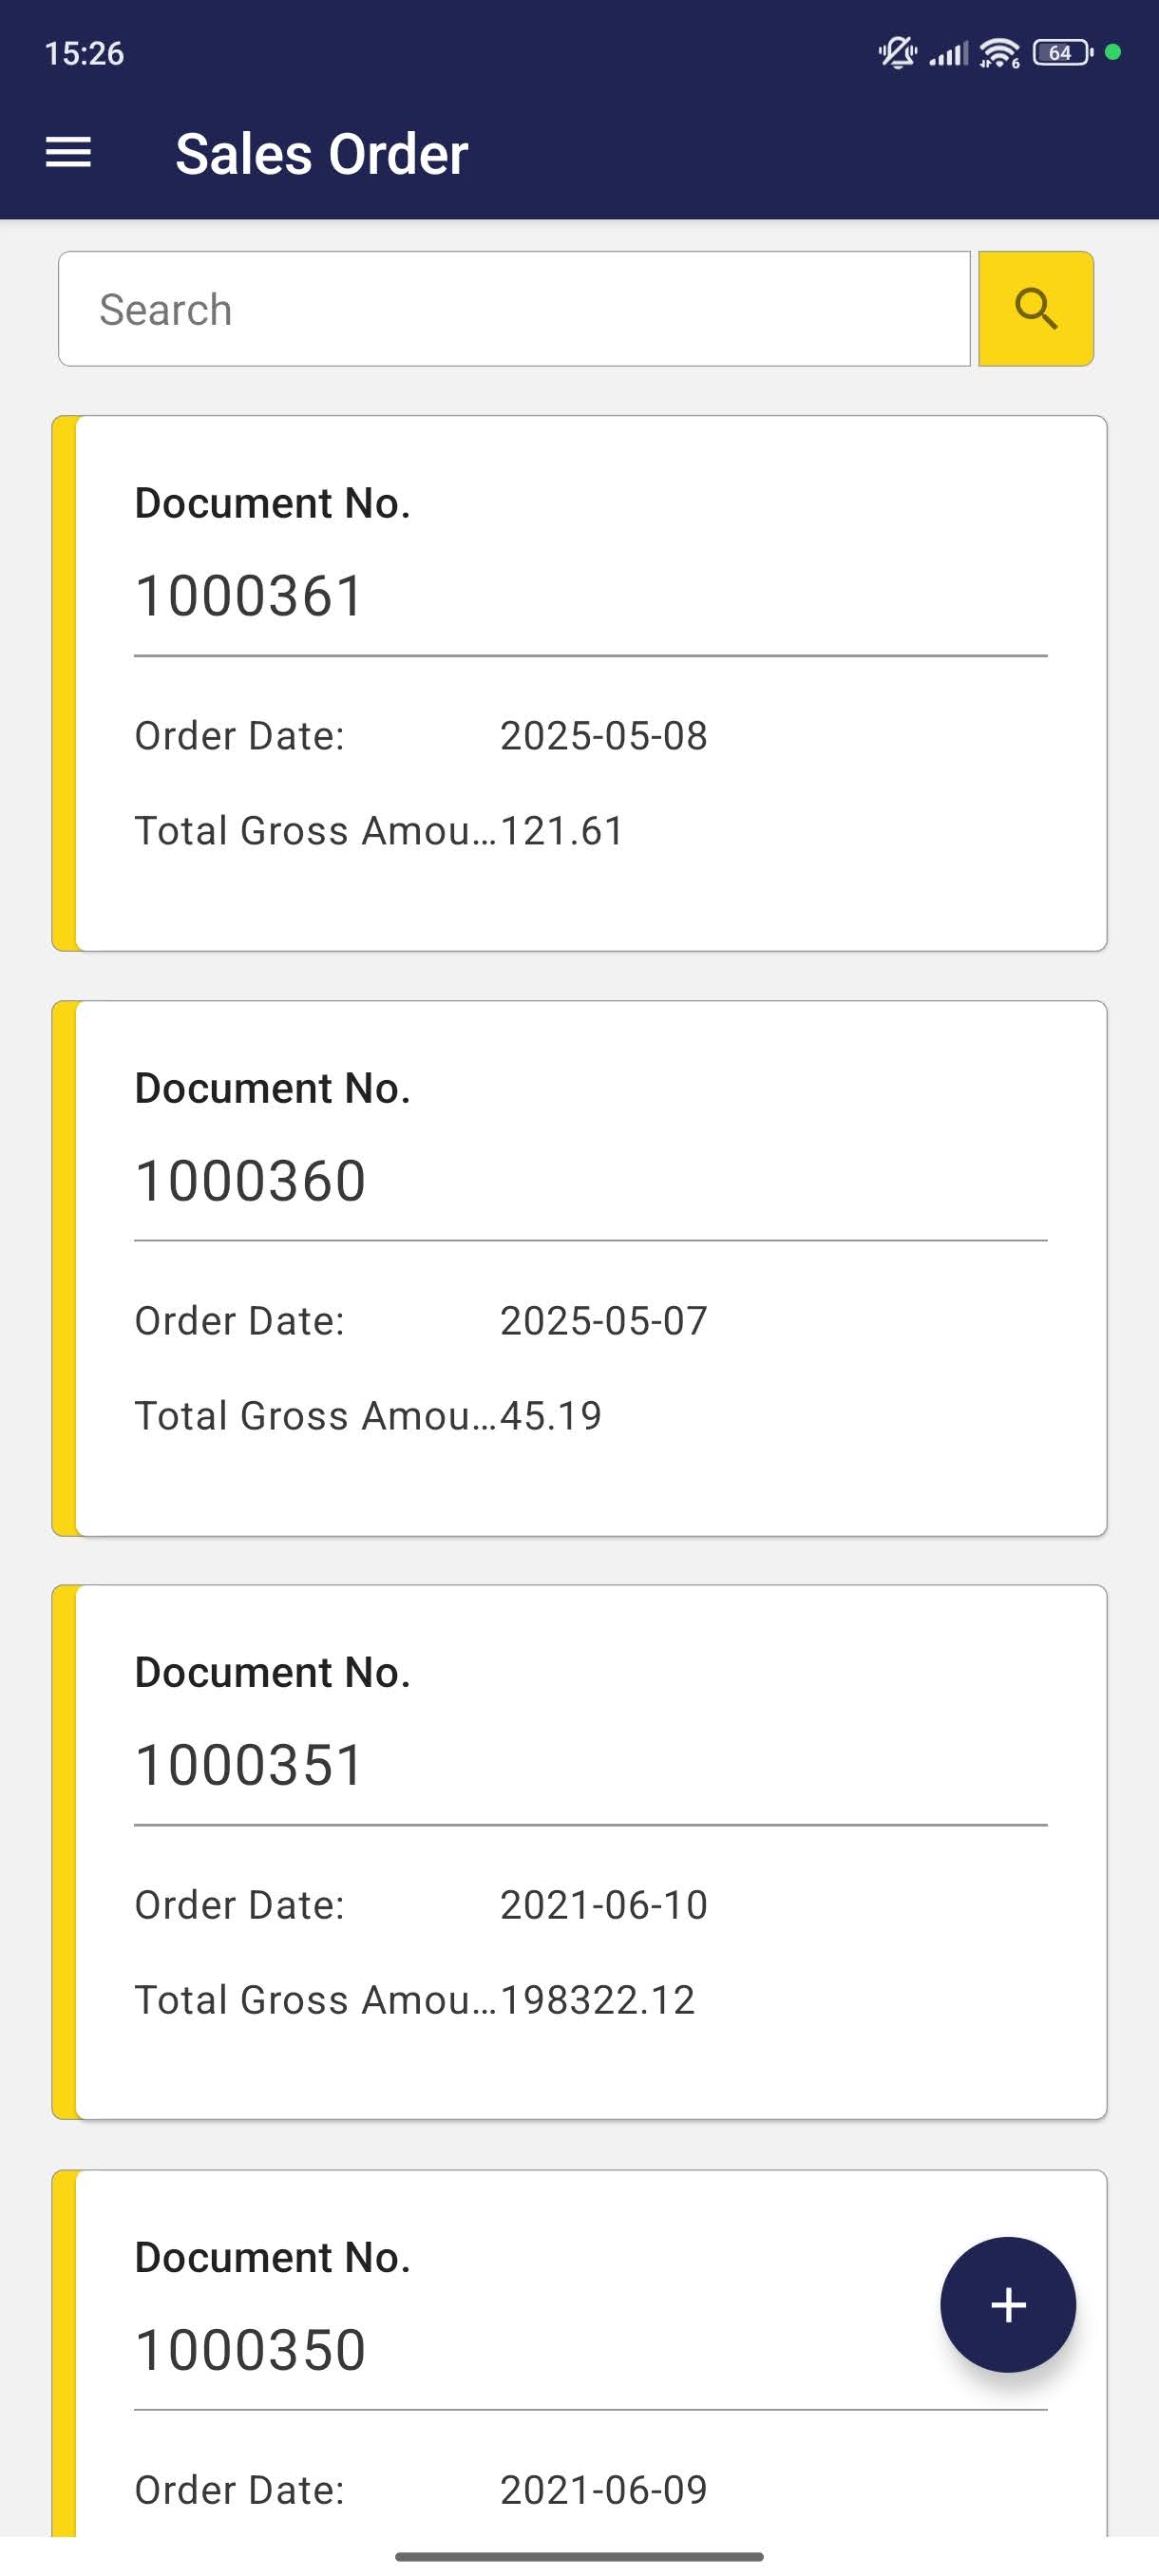 15:26
6
64
Sales Order
Search
Document No.
1000361
Order Date: 2025-05-08
Total Gross Amou... 121.61
Document No.
1000360
Order Date: 2025-05-07
Total Gross Amou... 45.19
Document No.
1000351
Order Date: 2021-06-10
Total Gross Amou... 198322.12
Document No.
1000350
+
Order Date: 2021-06-09